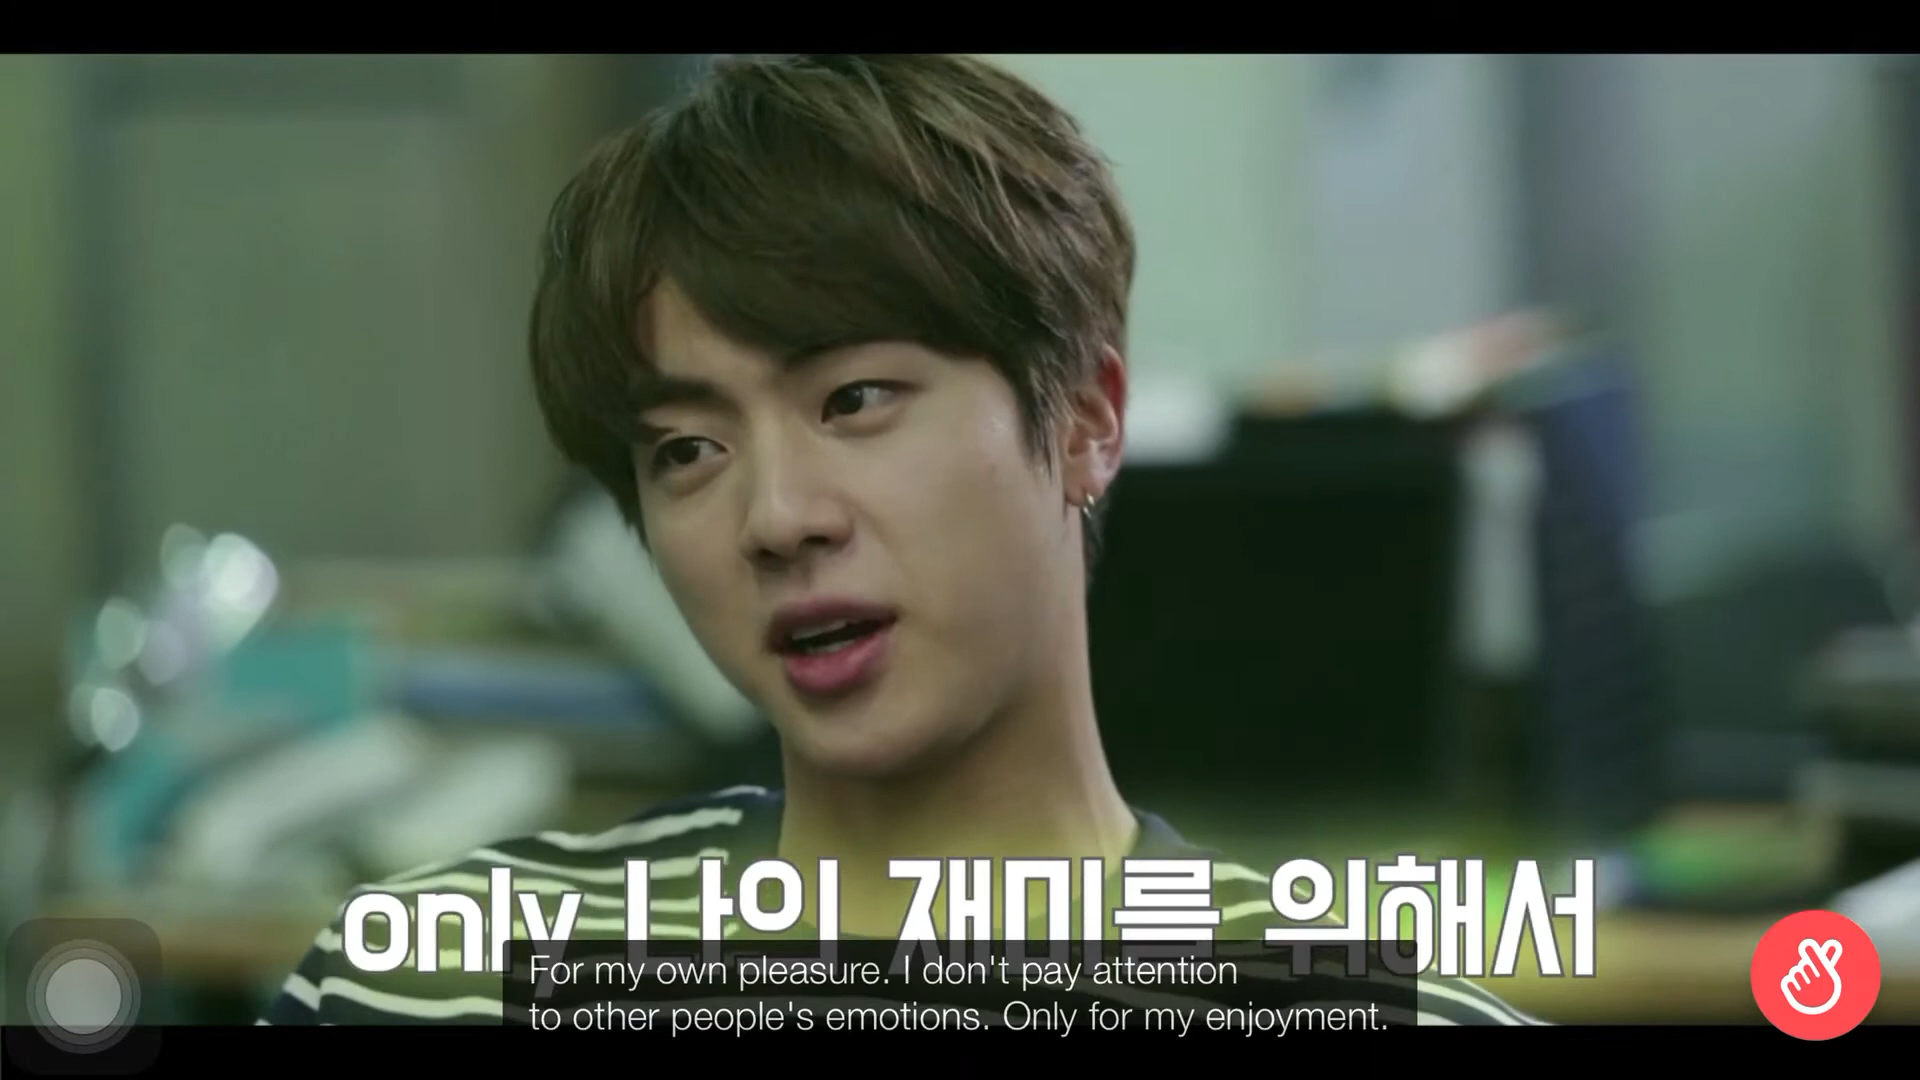 only 나의 재미를 위해서
For my own pleasure. I don't pay attention
to other people's emotions. Only for my enjoyment.